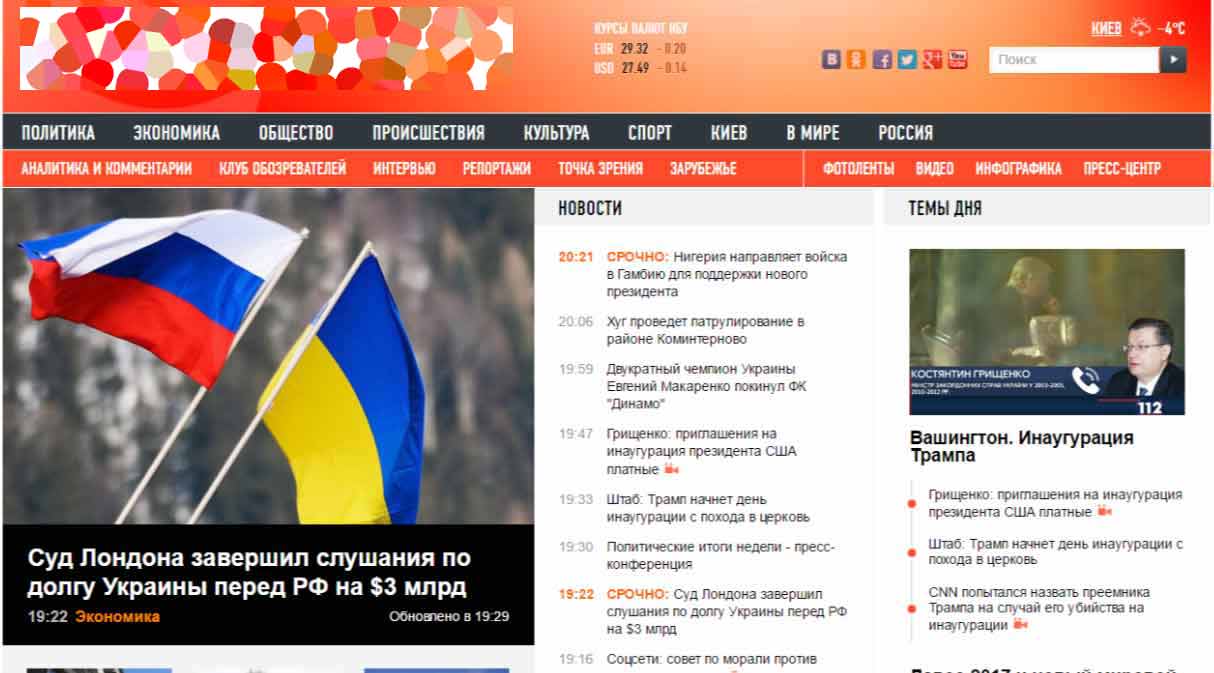 КУРСЫ ВАЛЮТ НБУ
EUR 29.32 - 0.20
USD 27.49 - 0.14
КИЕВ -4°C
Поиск
ПОЛИТИКА ЭКОНОМИКА ОБЩЕСТВО ПРОИСШЕСТВИЯ КУЛЬТУРА СПОРТ КИЕВ В МИРЕ РОССИЯ
АНАЛИТИКА И КОММЕНТАРИИ КЛУБ ОБОЗРЕВАТЕЛЕЙ ИНТЕРВЬЮ РЕПОРТАЖИ ТОЧКА ЗРЕНИЯ ЗАРУБЕЖЬЕ ФОТОЛЕНТЫ ВИДЕО ИНФОГРАФИКА ПРЕСС-ЦЕНТР
Суд Лондона завершил слушания по
долгу Украины перед РФ на $3 млрд
19:22 Экономика Обновлено в 19:29
НОВОСТИ
20:21 СРОЧНО: Нигерия направляет войска
в Гамбию для поддержки нового
президента
20:06 Хуг проведет патрулирование в
районе Коминтерново
19:59 Двукратный чемпион Украины
Евгений Макаренко покинул ФК
"Динамо"
19:47 Грищенко: приглашения на
инаугурация президента США
платные
19:33 Штаб: Трамп начнет день
инаугурации с похода в церковь
19:30 Политические итоги недели - пресс-
конференция
19:22 СРОЧНО: Суд Лондона завершил
слушания по долгу Украины перед РФ
на $3 млрд
19:16 Соцсети: совет по морали против
ТЕМЫ ДНЯ
КОСТЯНТИН ГРИЩЕНКО
МІНІСТР ЗАКОРДОННИХ СПРАВ УКРАЇНИ У 2003-2005,
2010-2012 РР.
112
Вашингтон. Инаугурация
Трампа
Грищенко: приглашения на инаугурация
президента США платные
Штаб: Трамп начнет день инаугурации с
похода в церковь
CNN попытался назвать преемника
Трампа на случай его убийства на
инаугурации